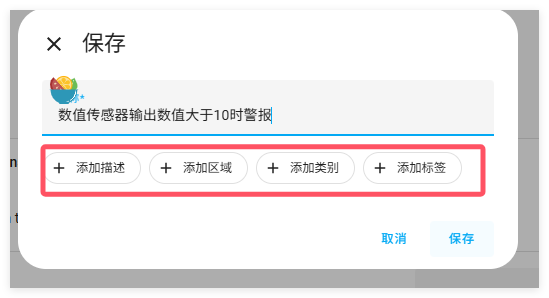 保存
数值传感器输出数值大于10时警报
添加描述 添加区域 添加类别 添加标签
取消 保存
n
t